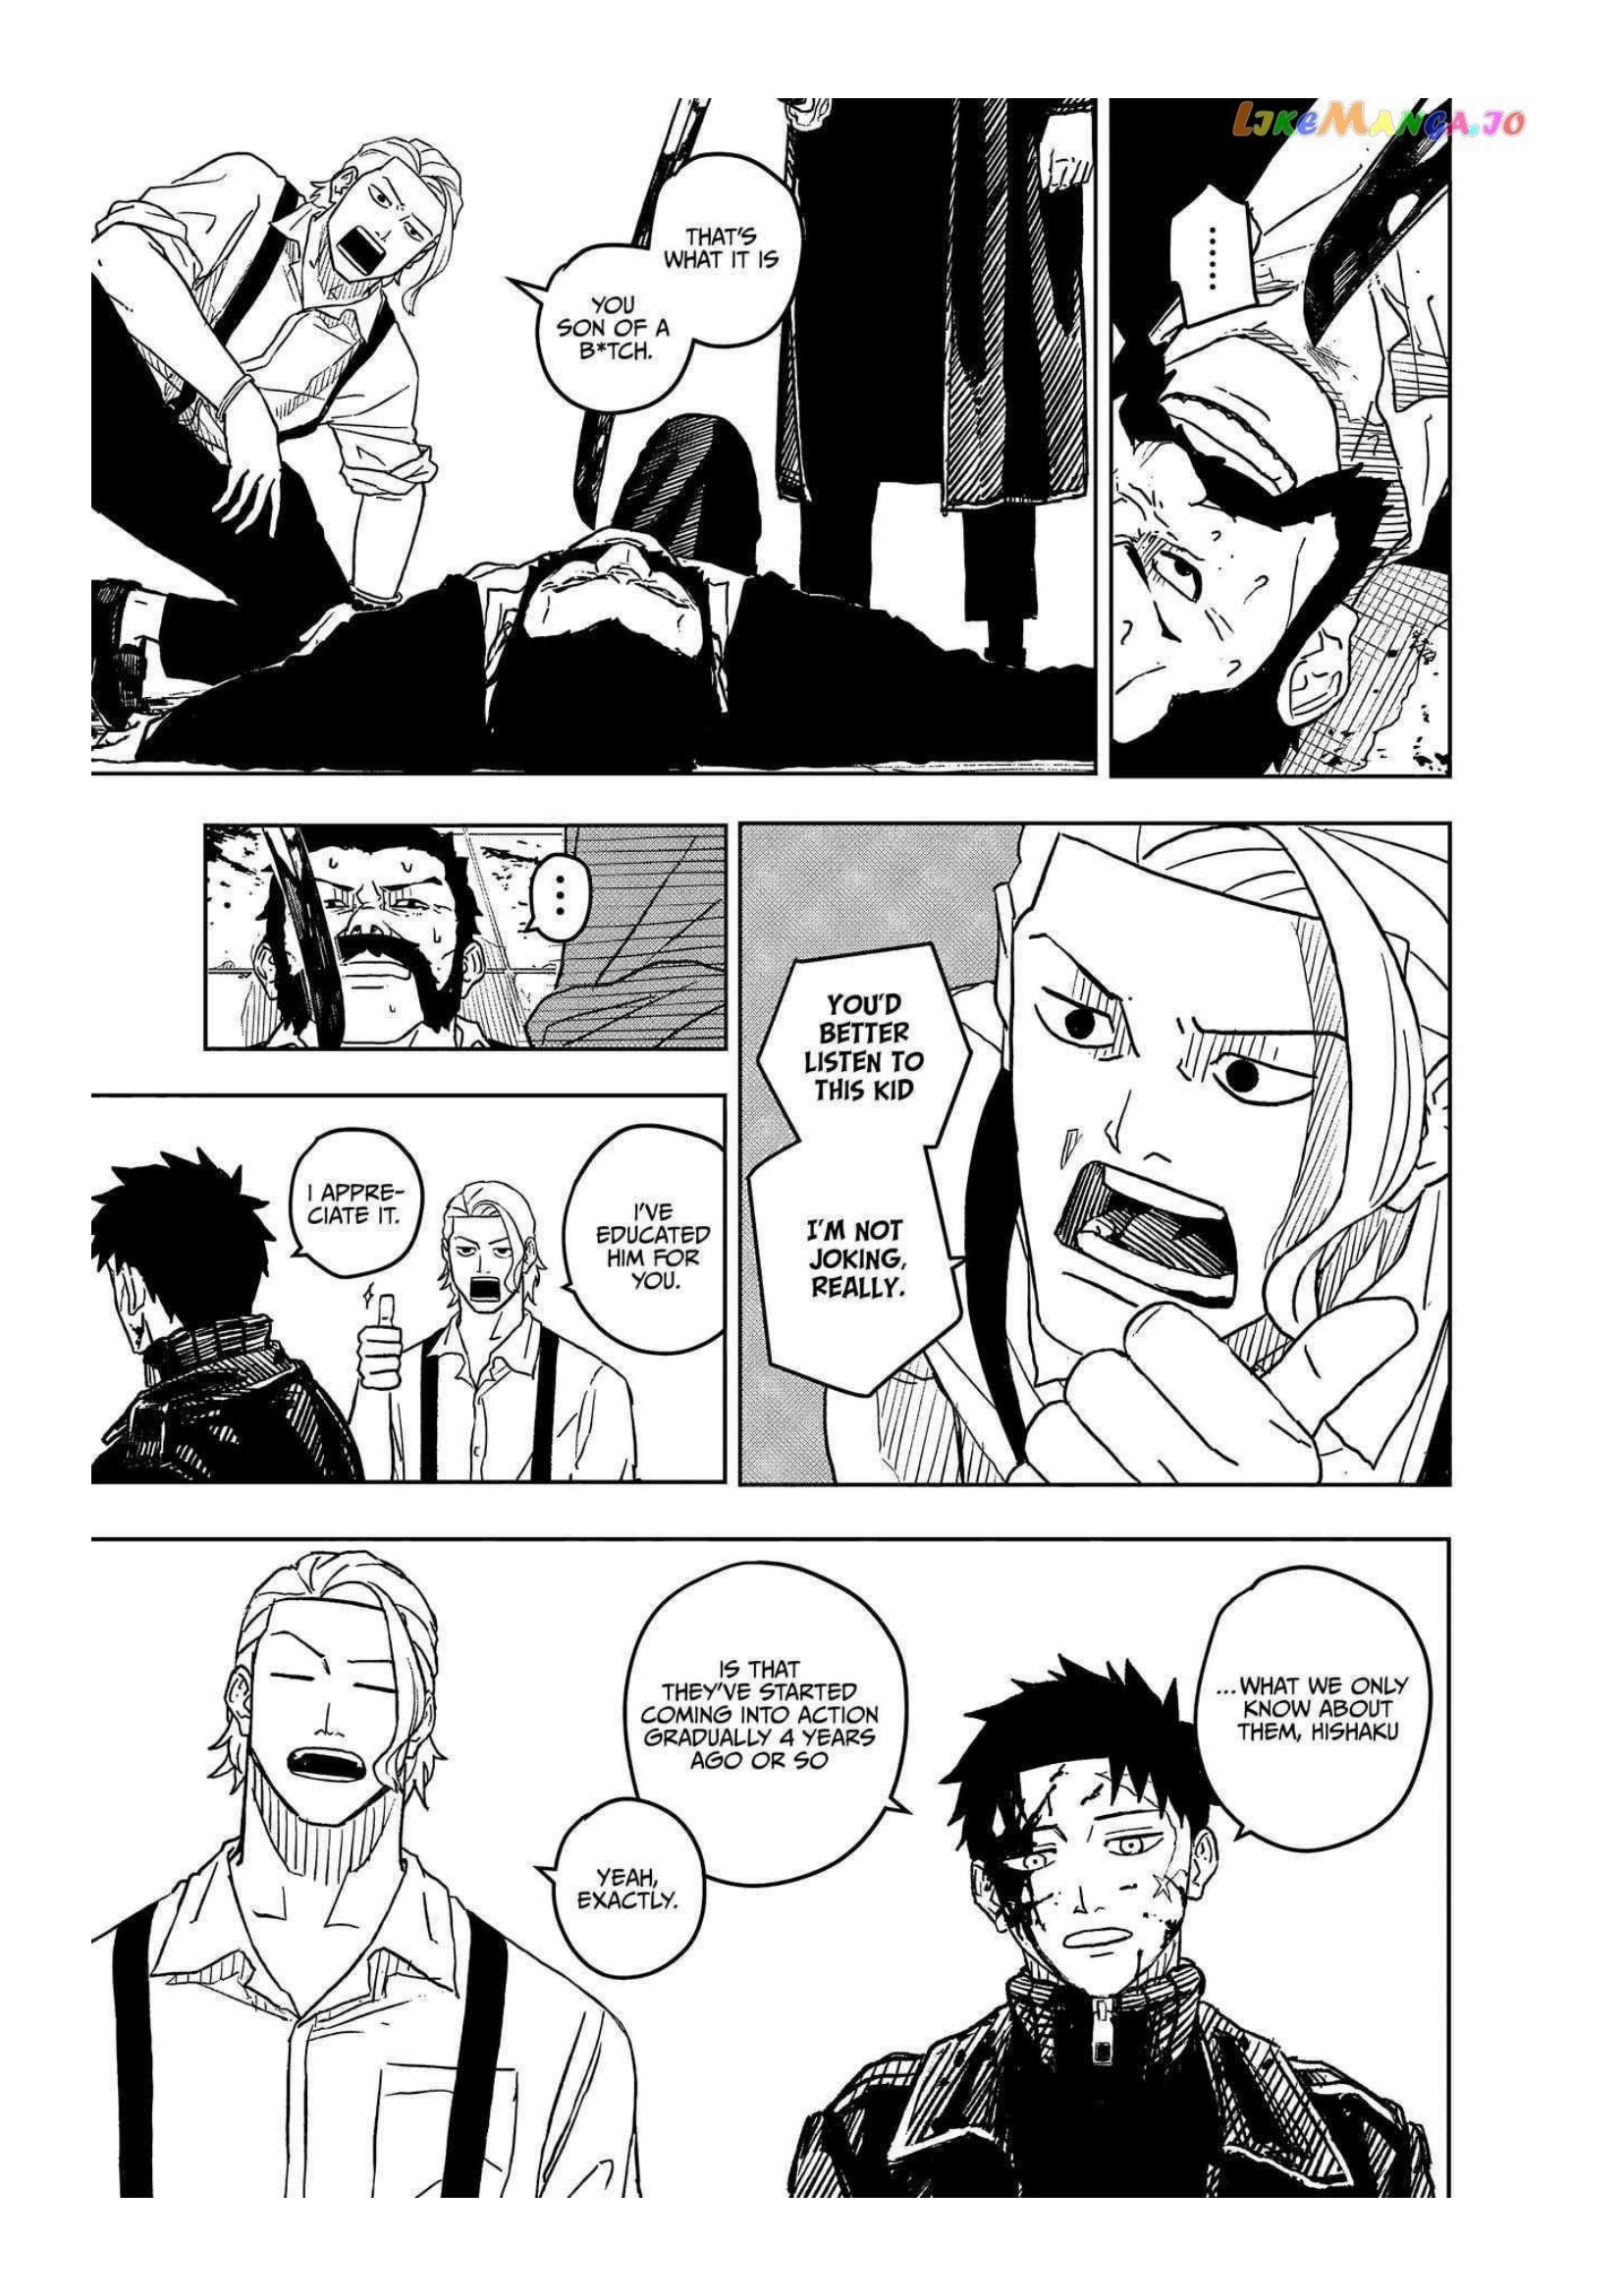 LIKEMANGA.IO
......
THAT'S
WHAT IT IS
YOU
SON OF A
B*TCH.
YOU'D
BETTER
LISTEN TO
THIS KID
I'M NOT
JOKING,
REALLY.
...
I'VE
EDUCATED
HIM FOR
YOU.
I APPRE-
CIATE IT.
...WHAT WE ONLY
KNOW ABOUT
THEM, HISHAKU
IS THAT
THEY'VE STARTED
COMING INTO ACTION
GRADUALLY 4 YEARS
AGO OR SO
YEAH,
EXACTLY.